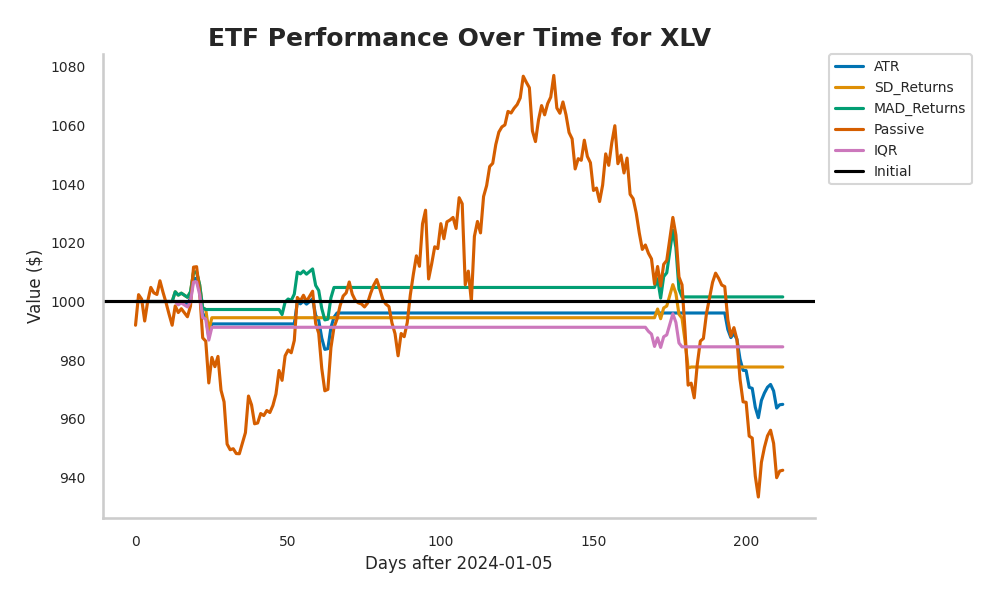 ETF Performance Over Time for XLV
Value ($)
1080
1060
1040
1020
1000
980
960
940
0
50
100
150
200
Days after 2024-01-05
ATR
SD_Returns
MAD_Returns
Passive
IQR
Initial